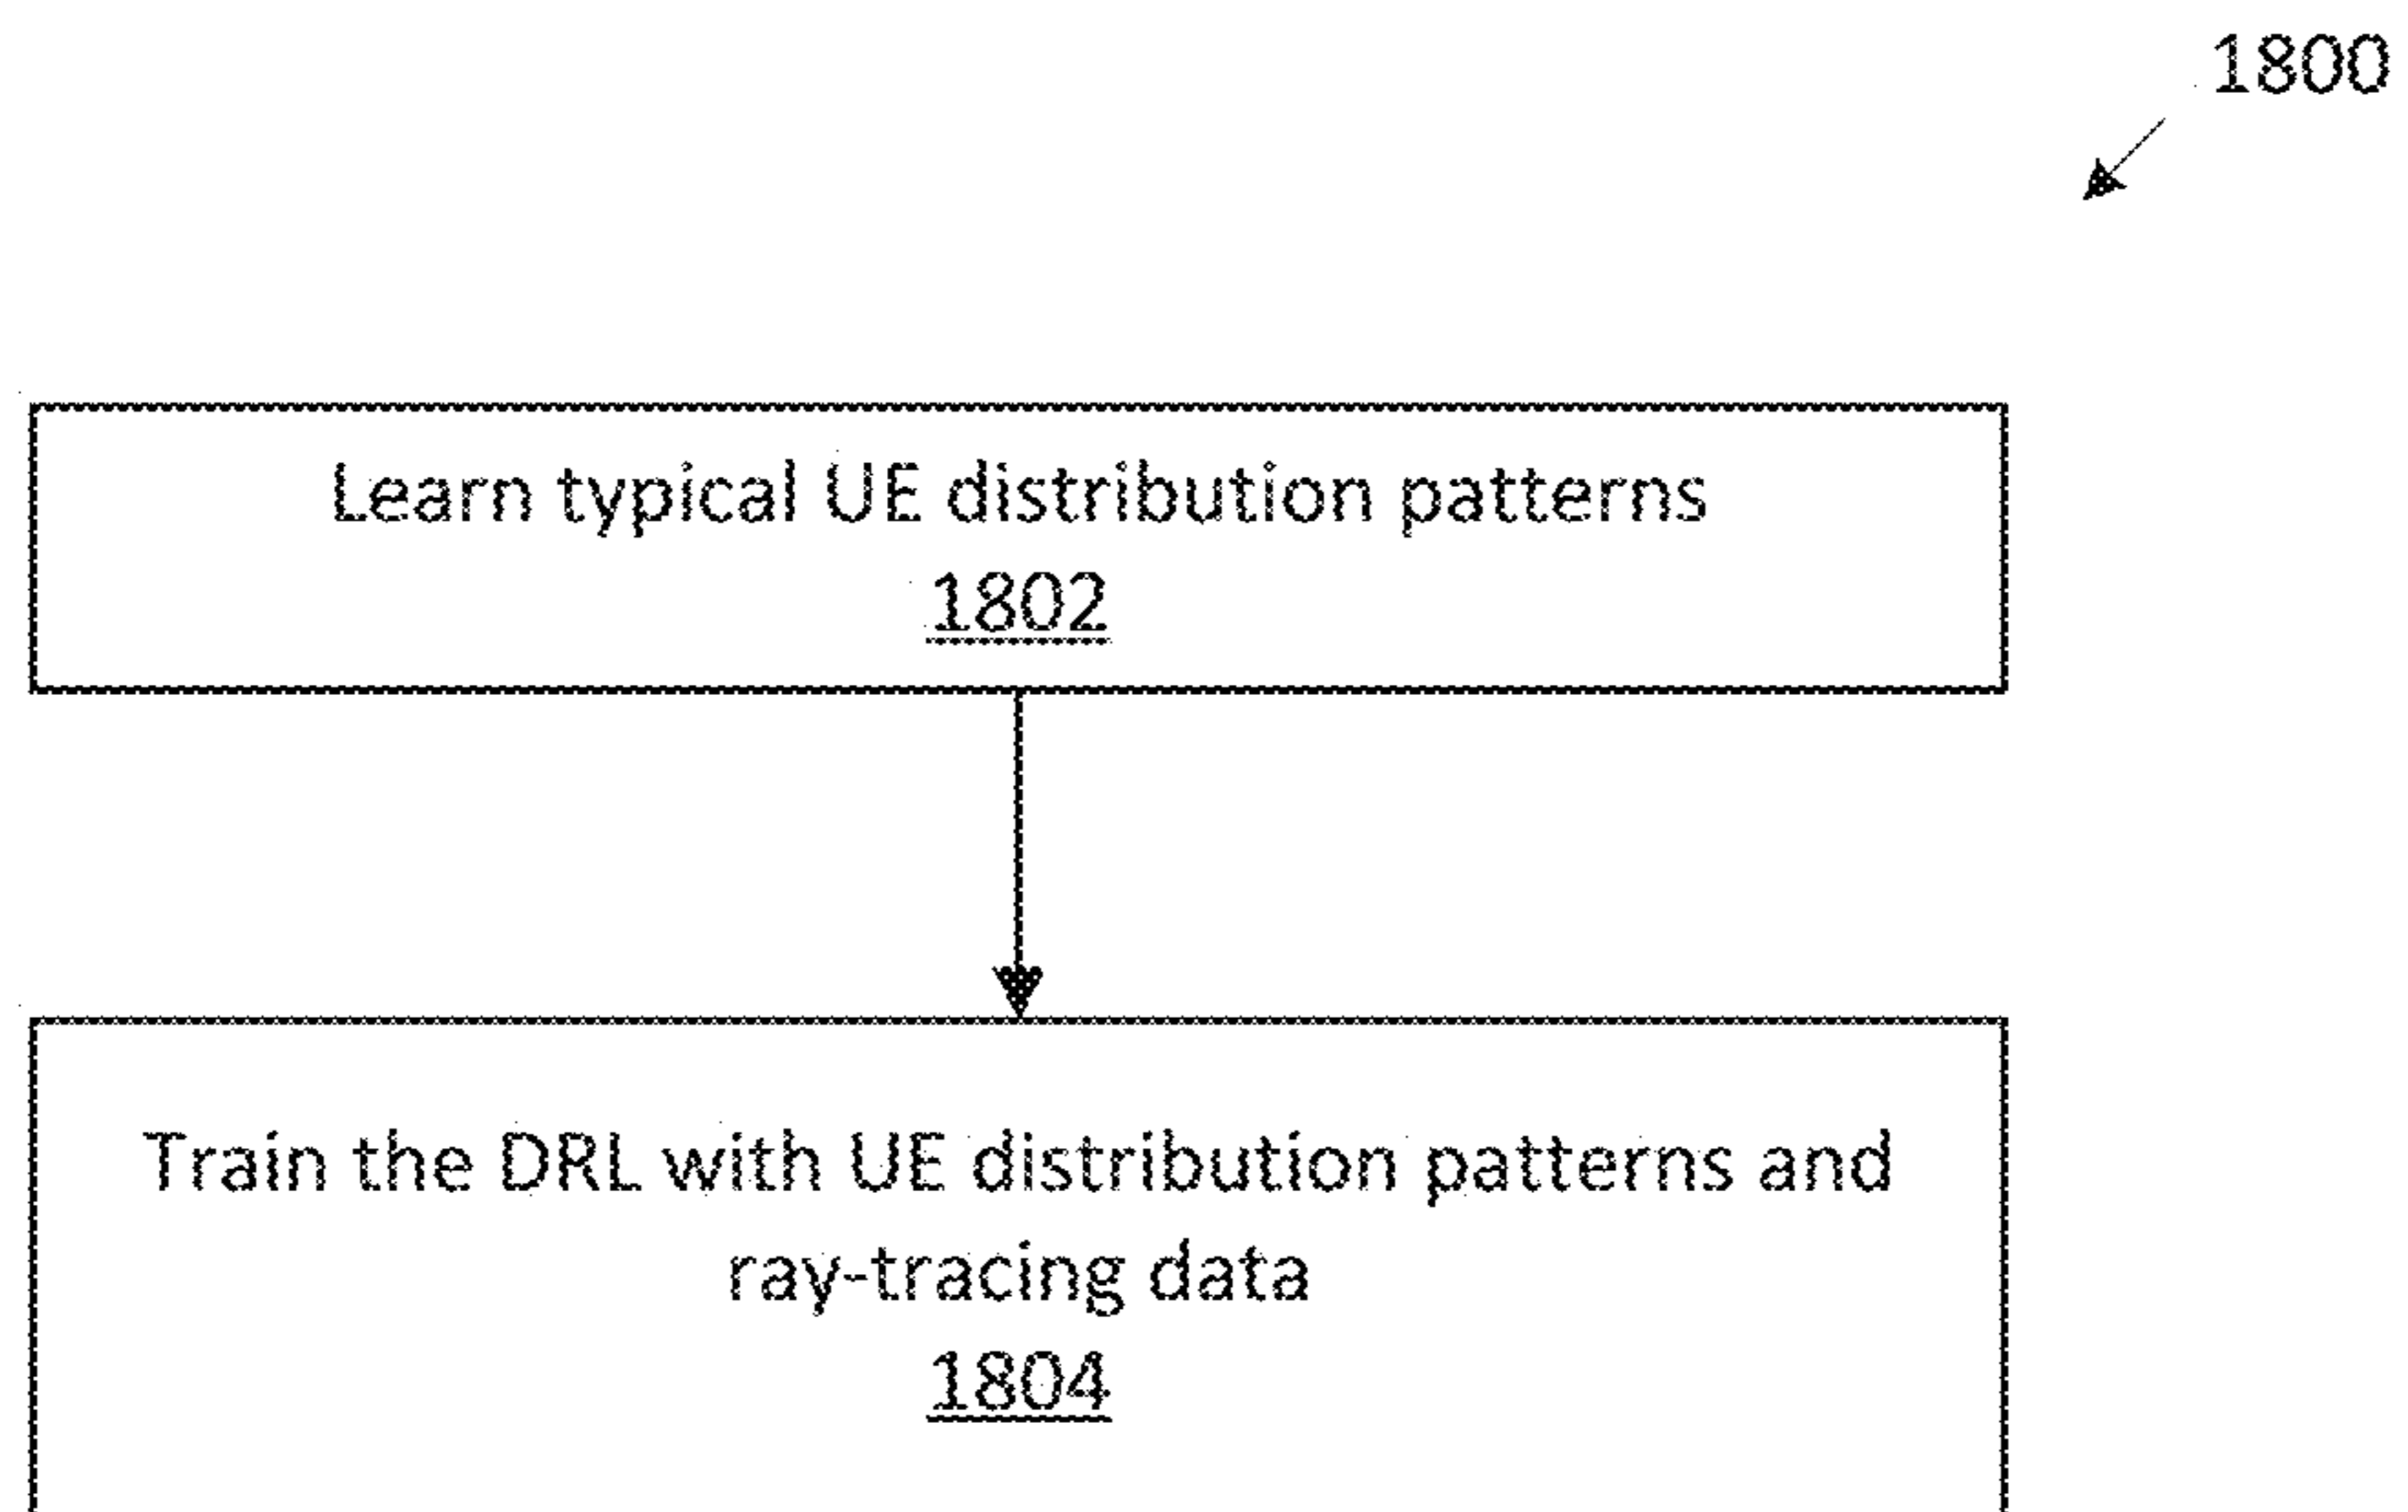 1800
Learn typical UE distribution patterns
1802
Train the DRL with UE distribution patterns and
ray-tracing data
1804